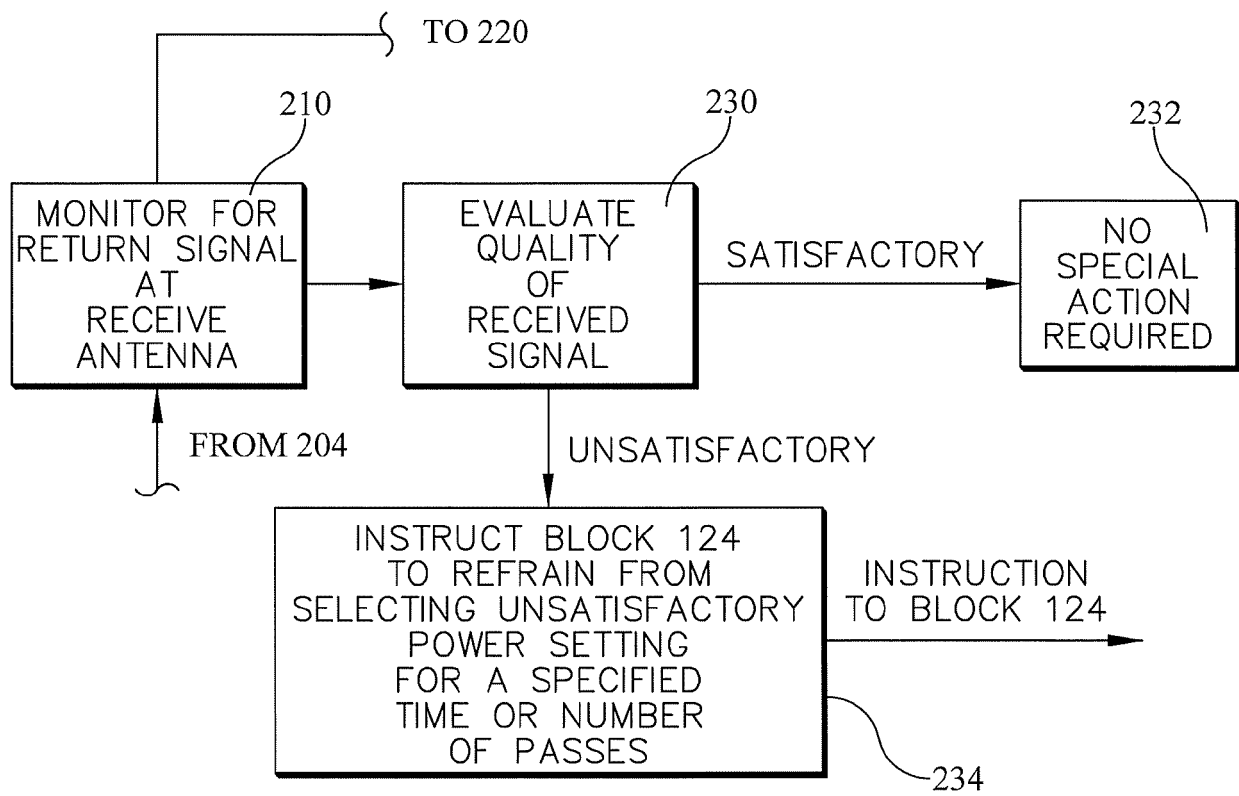 TO 220
210
230
232
MONITOR FOR
RETURN SIGNAL
AT
RECEIVE
ANTENNA
EVALUATE
QUALITY
OF
RECEIVED
SIGNAL
SATISFACTORY
NO
SPECIAL
ACTION
REQUIRED
FROM 204
UNSATISFACTORY
INSTRUCT BLOCK 124
TO REFRAIN FROM
SELECTING UNSATISFACTORY
POWER SETTING
FOR A SPECIFIED
TIME OR NUMBER
OF PASSES
INSTRUCTION
TO BLOCK 124
234